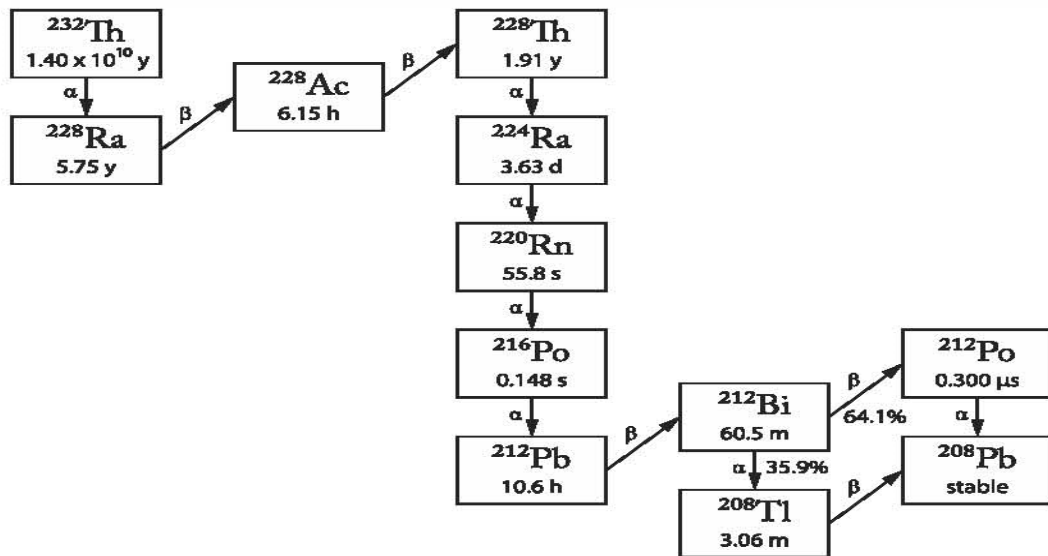 ²³²Th
1.40 x 10¹⁰ y
α
²²⁸Ra
5.75 y
β
²²⁸Ac
6.15 h
β
²²⁸Th
1.91 y
α
²²⁴Ra
3.63 d
α
²²⁰Rn
55.8 s
α
²¹⁶Po
0.148 s
α
²¹²Pb
10.6 h
β
²¹²Bi
60.5 m
β
64.1%
α 35.9%
²¹²Po
0.300 µs
α
²⁰⁸Tl
3.06 m
β
²⁰⁸Pb
stable